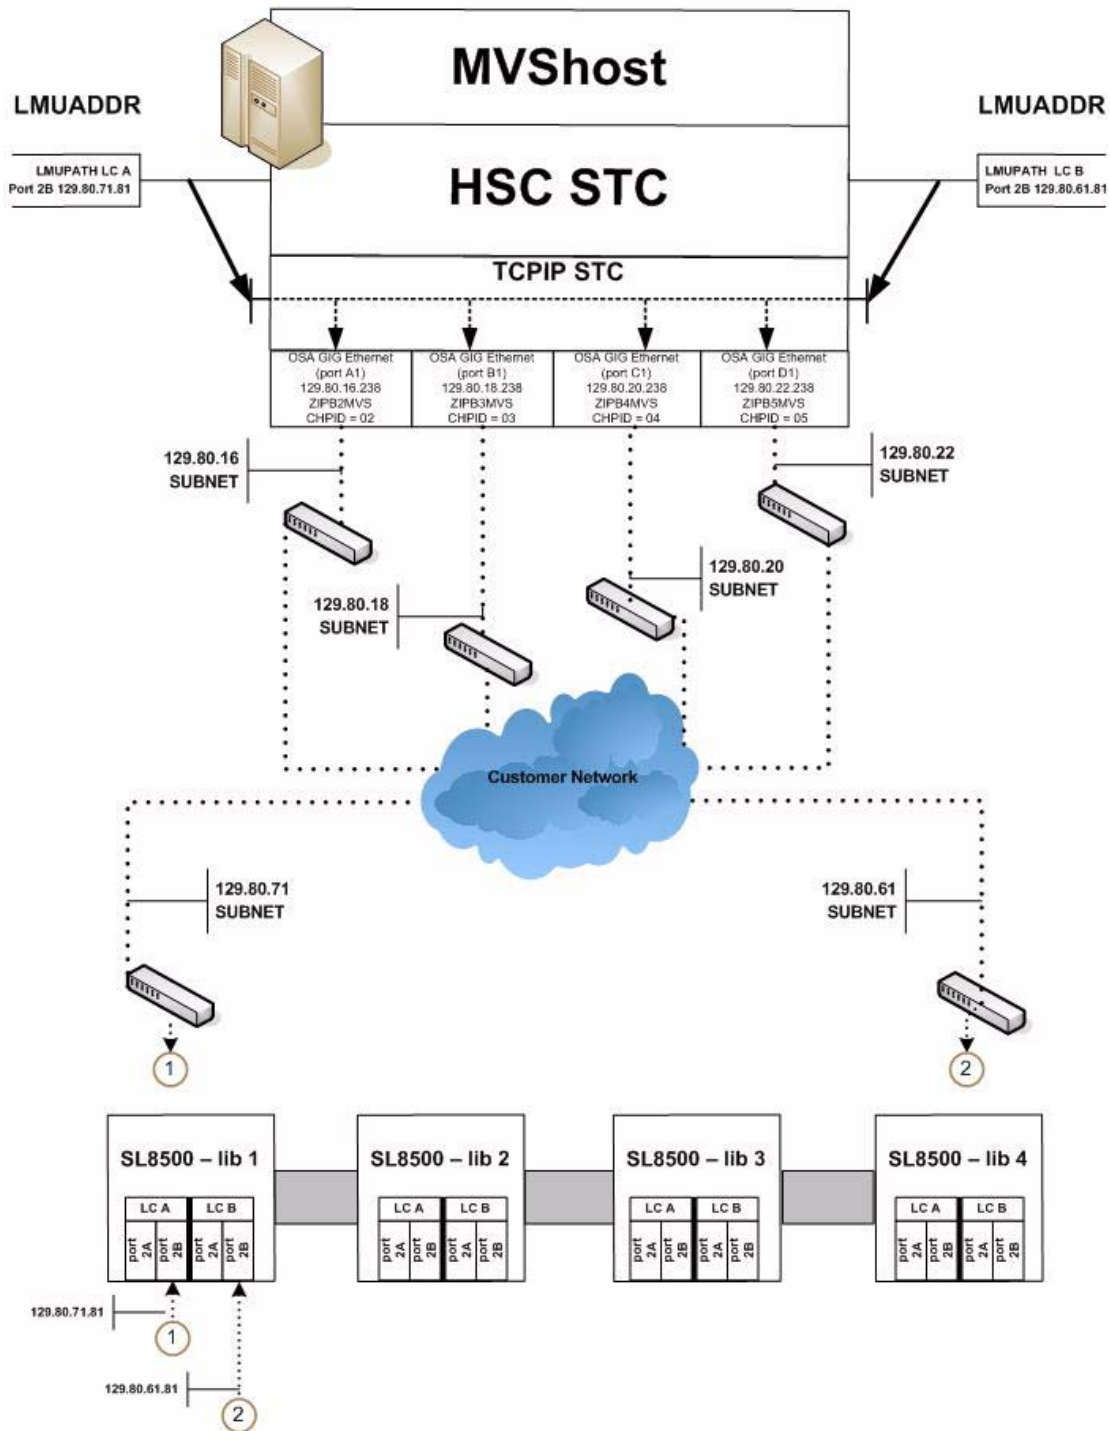 MVShost
LMUADDR
LMUADDR
LMUPATH LC A
Port 2B 129.80.71.81
HSC STC
LMUPATH LC B
Port 2B 129.80.61.81
TCPIP STC
OSA GIG Ethernet
(port A1)
129.80.16.238
ZIPB2MVS
CHPID = 02
OSA GIG Ethernet
(port B1)
129.80.18.238
ZIPB3MVS
CHPID = 03
OSA GIG Ethernet
(port C1)
129.80.20.238
ZIPB4MVS
CHPID = 04
OSA GIG Ethernet
(port D1)
129.80.22.238
ZIPB5MVS
CHPID = 05
129.80.16
SUBNET
129.80.22
SUBNET
129.80.18
SUBNET
129.80.20
SUBNET
Customer Network
129.80.71
SUBNET
129.80.61
SUBNET
1
2
SL8500 – lib 1
LC A
LC B
port
2A
port
2B
port
2A
port
2B
SL8500 – lib 2
LC A
LC B
port
2A
port
2B
port
2A
port
2B
SL8500 – lib 3
LC A
LC B
port
2A
port
2B
port
2A
port
2B
SL8500 – lib 4
LC A
LC B
port
2A
port
2B
port
2A
port
2B
129.80.71.81
1
129.80.61.81
2